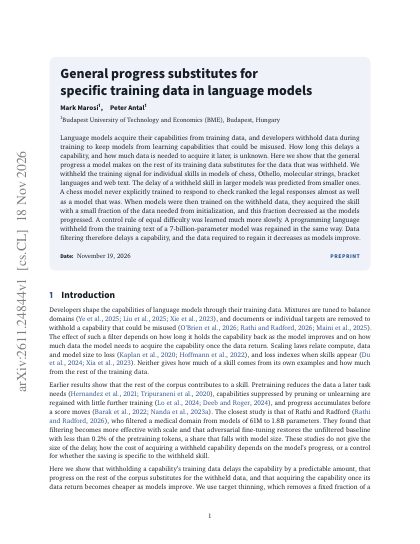 arXiv:2611.24844v1 [cs.CL] 18 Nov 2026
General progress substitutes for
specific training data in language models
Mark Marosi¹, Peter Antal¹
¹Budapest University of Technology and Economics (BME), Budapest, Hungary
Language models acquire their capabilities from training data, and developers withhold data during
training to keep models from learning capabilities that could be misused. How long this delays a
capability, and how much data is needed to acquire it later, is unknown. Here we show that the general
progress a model makes on the rest of its training data substitutes for the data that was withheld. We
withheld the training signal for individual skills in models of chess, Othello, molecular strings, bracket
languages and web text. The delay of a withheld skill in larger models was predicted from smaller ones.
A chess model never explicitly trained to respond to check ranked the legal responses almost as well
as a model that was. When models were then trained on the withheld data, they acquired the skill
with a small fraction of the data needed from initialization, and this fraction decreased as the models
progressed. A control rule of equal difficulty was learned much more slowly. A programming language
withheld from the training text of a 7-billion-parameter model was regained in the same way. Data
filtering therefore delays a capability, and the data required to regain it decreases as models improve.
Date: November 19, 2026
PREPRINT
1 Introduction
Developers shape the capabilities of language models through their training data. Mixtures are tuned to balance
domains (Ye et al., 2025; Liu et al., 2025; Xie et al., 2023), and documents or individual targets are removed to
withhold a capability that could be misused (O'Brien et al., 2026; Rathi and Radford, 2026; Maini et al., 2025).
The effect of such a filter depends on how long it holds the capability back as the model improves and on how
much data the model needs to acquire the capability once the data return. Scaling laws relate compute, data
and model size to loss (Kaplan et al., 2020; Hoffmann et al., 2022), and loss indexes when skills appear (Du
et al., 2024; Xia et al., 2023). Neither gives how much of a skill comes from its own examples and how much
from the rest of the training data.
Earlier results show that the rest of the corpus contributes to a skill. Pretraining reduces the data a later task
needs (Hernandez et al., 2021; Tripuraneni et al., 2020), capabilities suppressed by pruning or unlearning are
regained with little further training (Lo et al., 2024; Deeb and Roger, 2024), and progress accumulates before
a score moves (Barak et al., 2022; Nanda et al., 2023a). The closest study is that of Rathi and Radford (Rathi
and Radford, 2026), who filtered a medical domain from models of 61M to 1.8B parameters. They found that
filtering becomes more effective with scale and that adversarial fine-tuning restores the unfiltered baseline
with less than 0.2% of the pretraining tokens, a share that falls with model size. These studies do not give the
size of the delay, how the cost of acquiring a withheld capability depends on the model's progress, or a control
for whether the saving is specific to the withheld skill.
Here we show that withholding a capability's training data delays the capability by a predictable amount, that
progress on the rest of the corpus substitutes for the withheld data, and that acquiring the capability once its
data return becomes cheaper as models improve. We use target thinning, which removes a fixed fraction of a
1